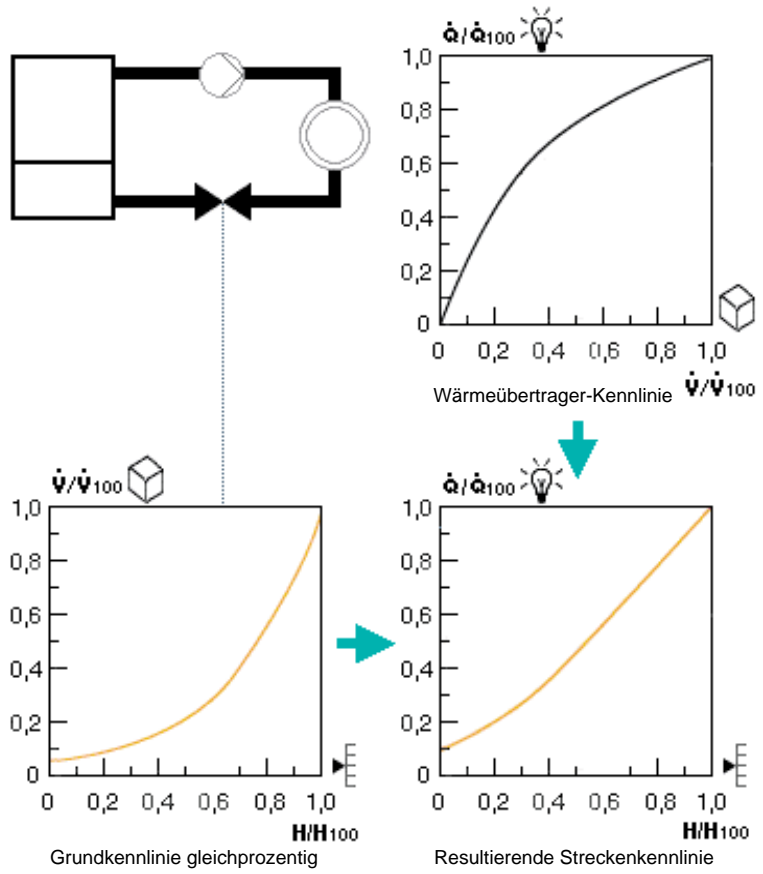 Q̇/Q̇100
1,0
0,8
0,6
0,4
0,2
0
0 0,2 0,4 0,6 0,8 1,0
Wärmeübertrager-Kennlinie V̇/V̇100
V̇/V̇100
1,0
0,8
0,6
0,4
0,2
0
0 0,2 0,4 0,6 0,8 1,0
H/H100
Grundkennlinie gleichprozentig
Q̇/Q̇100
1,0
0,8
0,6
0,4
0,2
0
0 0,2 0,4 0,6 0,8 1,0
H/H100
Resultierende Streckenkennlinie